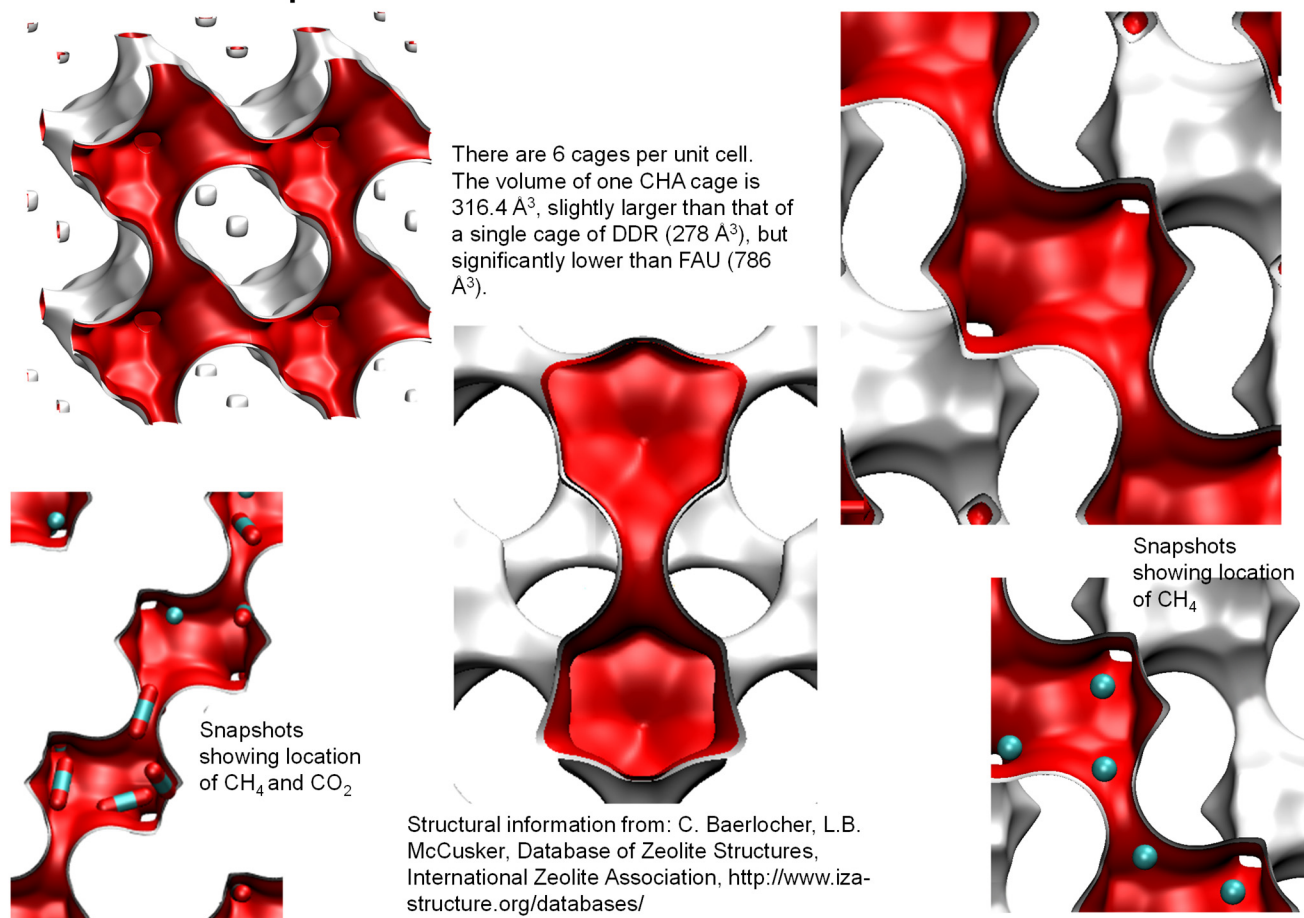 There are 6 cages per unit cell.
The volume of one CHA cage is
316.4 Å³, slightly larger than that of
a single cage of DDR (278 Å³), but
significantly lower than FAU (786
Å³).
Snapshots
showing location
of CH₄
Snapshots
showing location
of CH₄ and CO₂
Structural information from: C. Baerlocher, L.B.
McCusker, Database of Zeolite Structures,
International Zeolite Association, http://www.iza-
structure.org/databases/